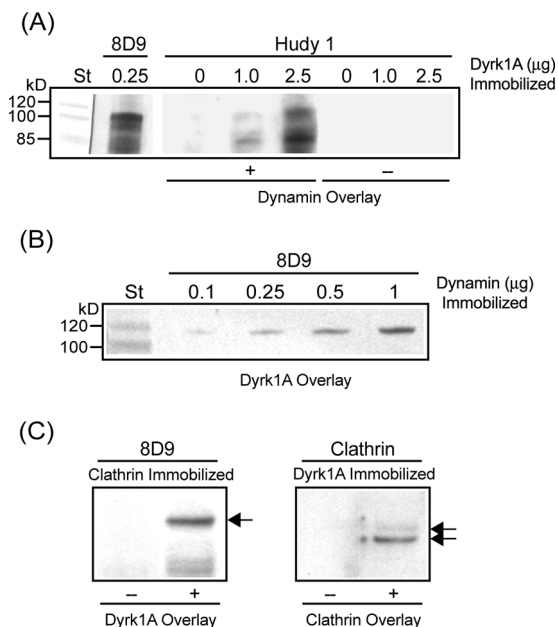 (A)
8D9 Hudy 1
kD St 0.25 0 1.0 2.5 0 1.0 2.5 Dyrk1A (μg) Immobilized
120
100
85
+ –
Dynamin Overlay
(B)
8D9
kD St 0.1 0.25 0.5 1 Dynamin (μg) Immobilized
120
100
Dyrk1A Overlay
(C)
8D9 Clathrin
Clathrin Immobilized Dyrk1A Immobilized
– + – +
Dyrk1A Overlay Clathrin Overlay